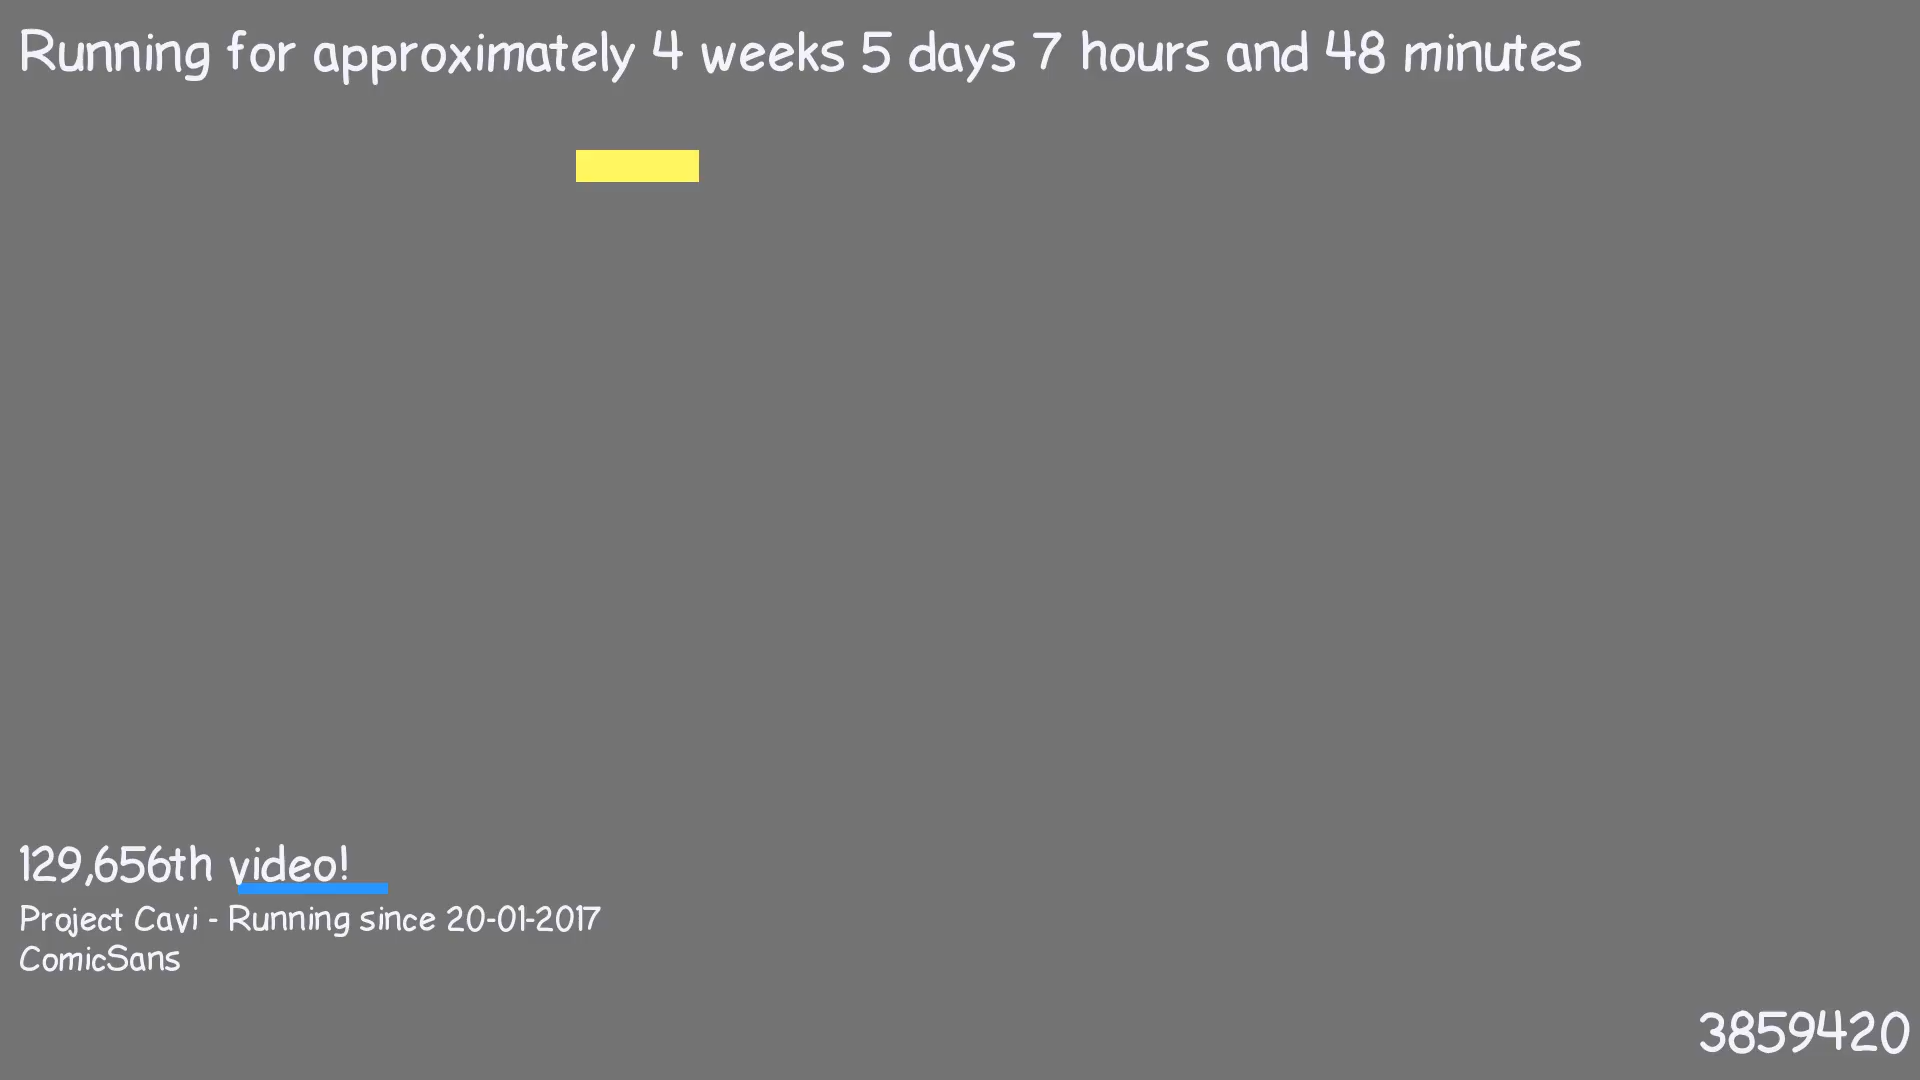 Running for approximately 4 weeks 5 days 7 hours and 48 minutes
129,656th video!
Project Cavi - Running since 20-01-2017
ComicSans
3859420